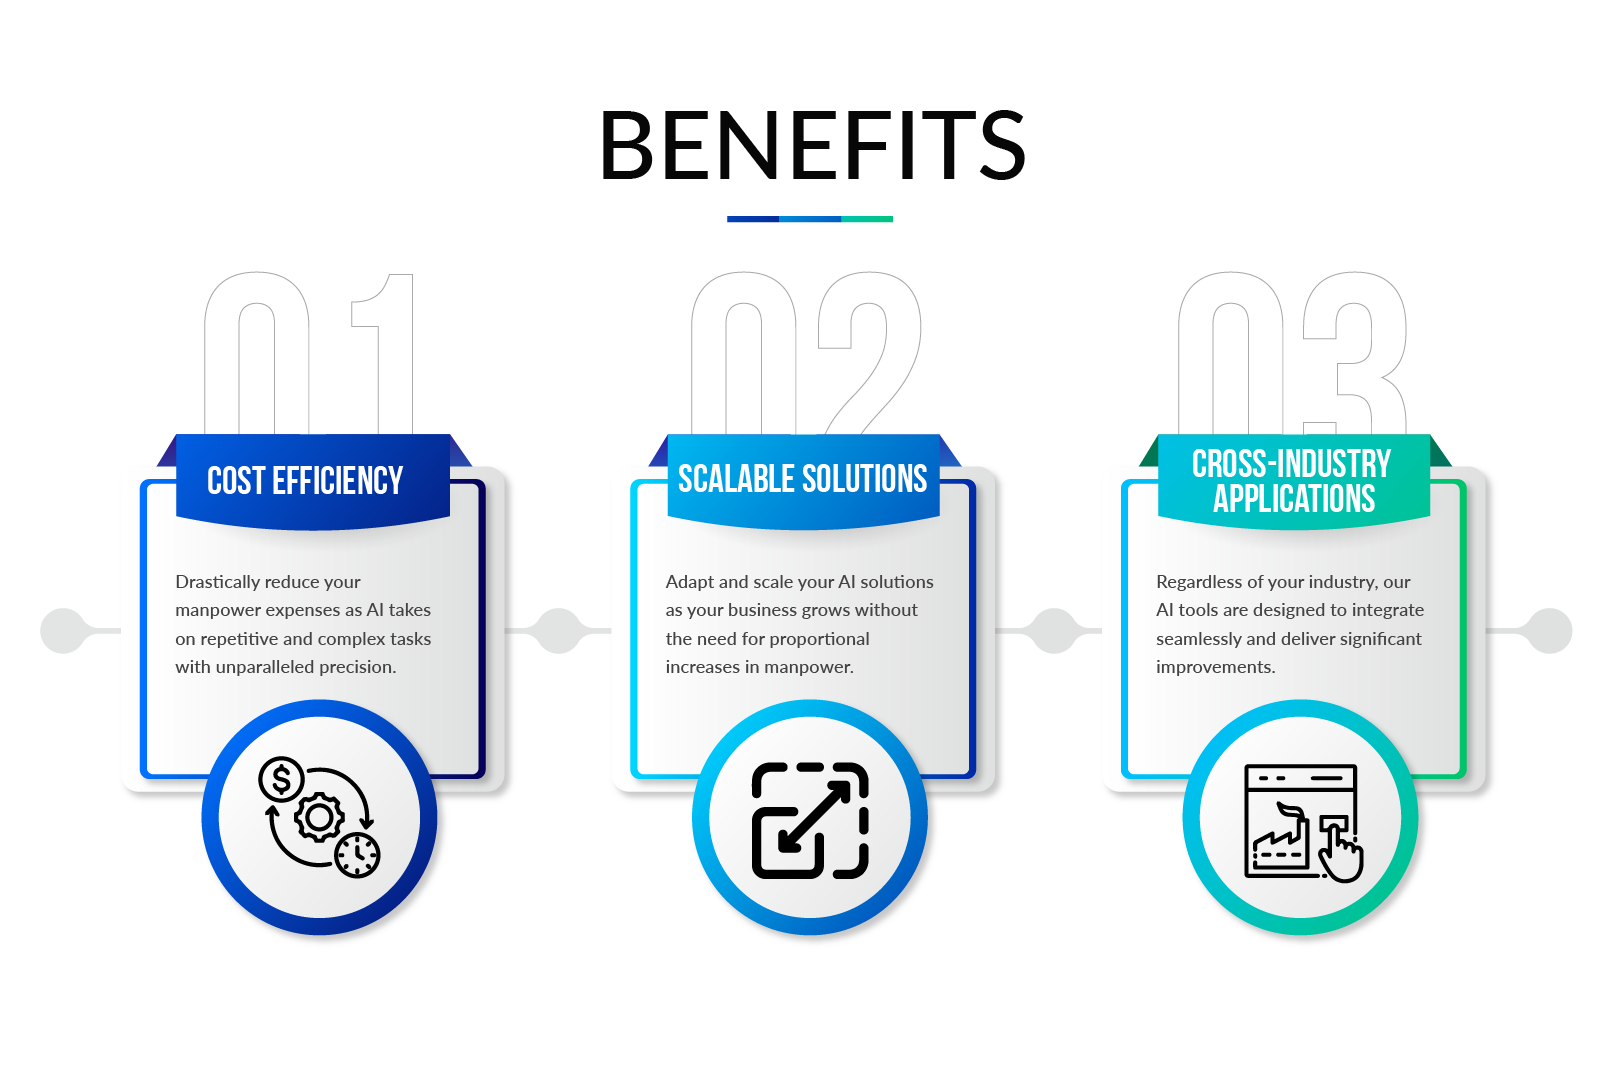 BENEFITS
01
COST EFFICIENCY
Drastically reduce your
manpower expenses as AI takes
on repetitive and complex tasks
with unparalleled precision.
$
02
SCALABLE SOLUTIONS
Adapt and scale your AI solutions
as your business grows without
the need for proportional
increases in manpower.
03
CROSS-INDUSTRY
APPLICATIONS
Regardless of your industry, our
AI tools are designed to integrate
seamlessly and deliver significant
improvements.